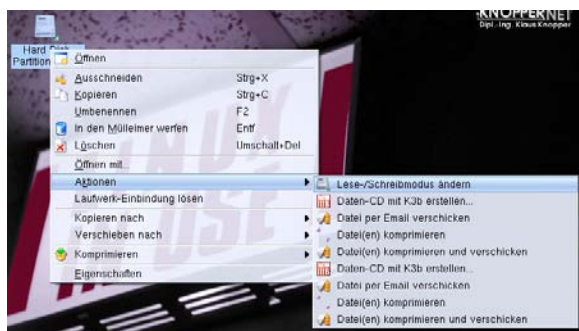 KNOPPERNET
Dipl.-Ing. Klaus Knopper
Hard Disk
Partition
Öffnen
Ausschneiden Strg+X
Kopieren Strg+C
Umbenennen F2
In den Mülleimer werfen Entf
Löschen Umschalt+Del
Öffnen mit...
Aktionen
Laufwerk-Einbindung lösen
Kopieren nach
Verschieben nach
Komprimieren
Eigenschaften
Lese-/Schreibmodus ändern
Daten-CD mit K3b erstellen...
Datei per Email verschicken
Datei(en) komprimieren
Datei(en) komprimieren und verschicken
Daten-CD mit K3b erstellen...
Datei per Email verschicken
Datei(en) komprimieren
Datei(en) komprimieren und verschicken
LINUX
USE